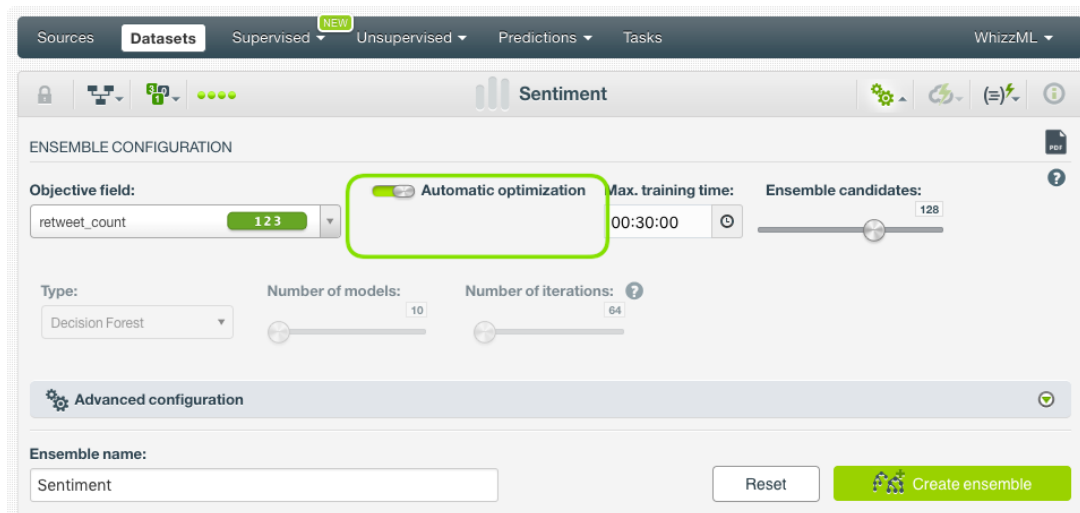 NEW
Sources Datasets Supervised Unsupervised Predictions Tasks WhizzML
Sentiment
ENSEMBLE CONFIGURATION
PDF
Objective field: Automatic optimization Max. training time: Ensemble candidates:
128
retweet_count 123 00:30:00
Type: Number of models: Number of iterations:
10 64
Decision Forest
Advanced configuration
Ensemble name:
Sentiment Reset Create ensemble